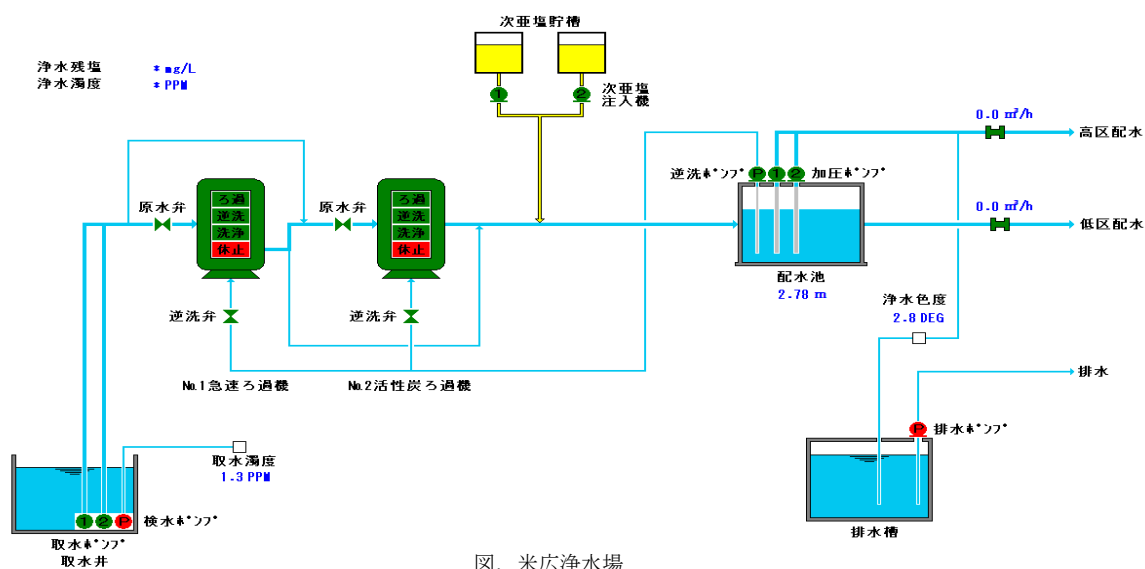 次亜塩貯槽
浄水残塩 * mg/L
浄水濁度 * PPM
1 2
次亜塩
注入機
0.0 m³/h
高区配水
逆洗ﾎﾟﾝﾌﾟ P 1 2 加圧ﾎﾟﾝﾌﾟ
原水弁
ろ過
逆洗
洗浄
休止
原水弁
ろ過
逆洗
洗浄
休止
0.0 m³/h
低区配水
配水池
2.78 m
浄水色度
2.8 DEG
逆洗弁
逆洗弁
№1急速ろ過機
№2活性炭ろ過機
排水
P 排水ﾎﾟﾝﾌﾟ
取水濁度
1.3 PPM
1 2 P 検水ﾎﾟﾝﾌﾟ
取水ﾎﾟﾝﾌﾟ
取水井
排水槽
図. 米広浄水場